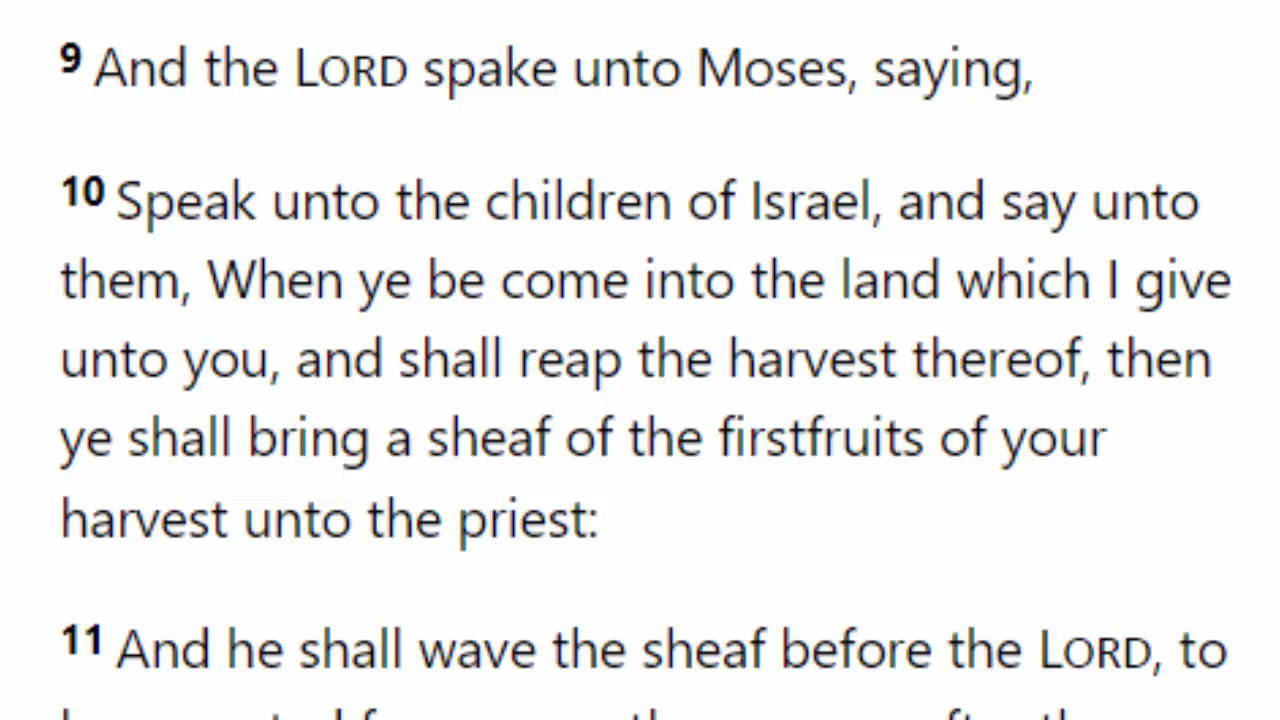 9 And the LORD spake unto Moses, saying,
10 Speak unto the children of Israel, and say unto
them, When ye be come into the land which I give
unto you, and shall reap the harvest thereof, then
ye shall bring a sheaf of the firstfruits of your
harvest unto the priest:
11 And he shall wave the sheaf before the LORD, to